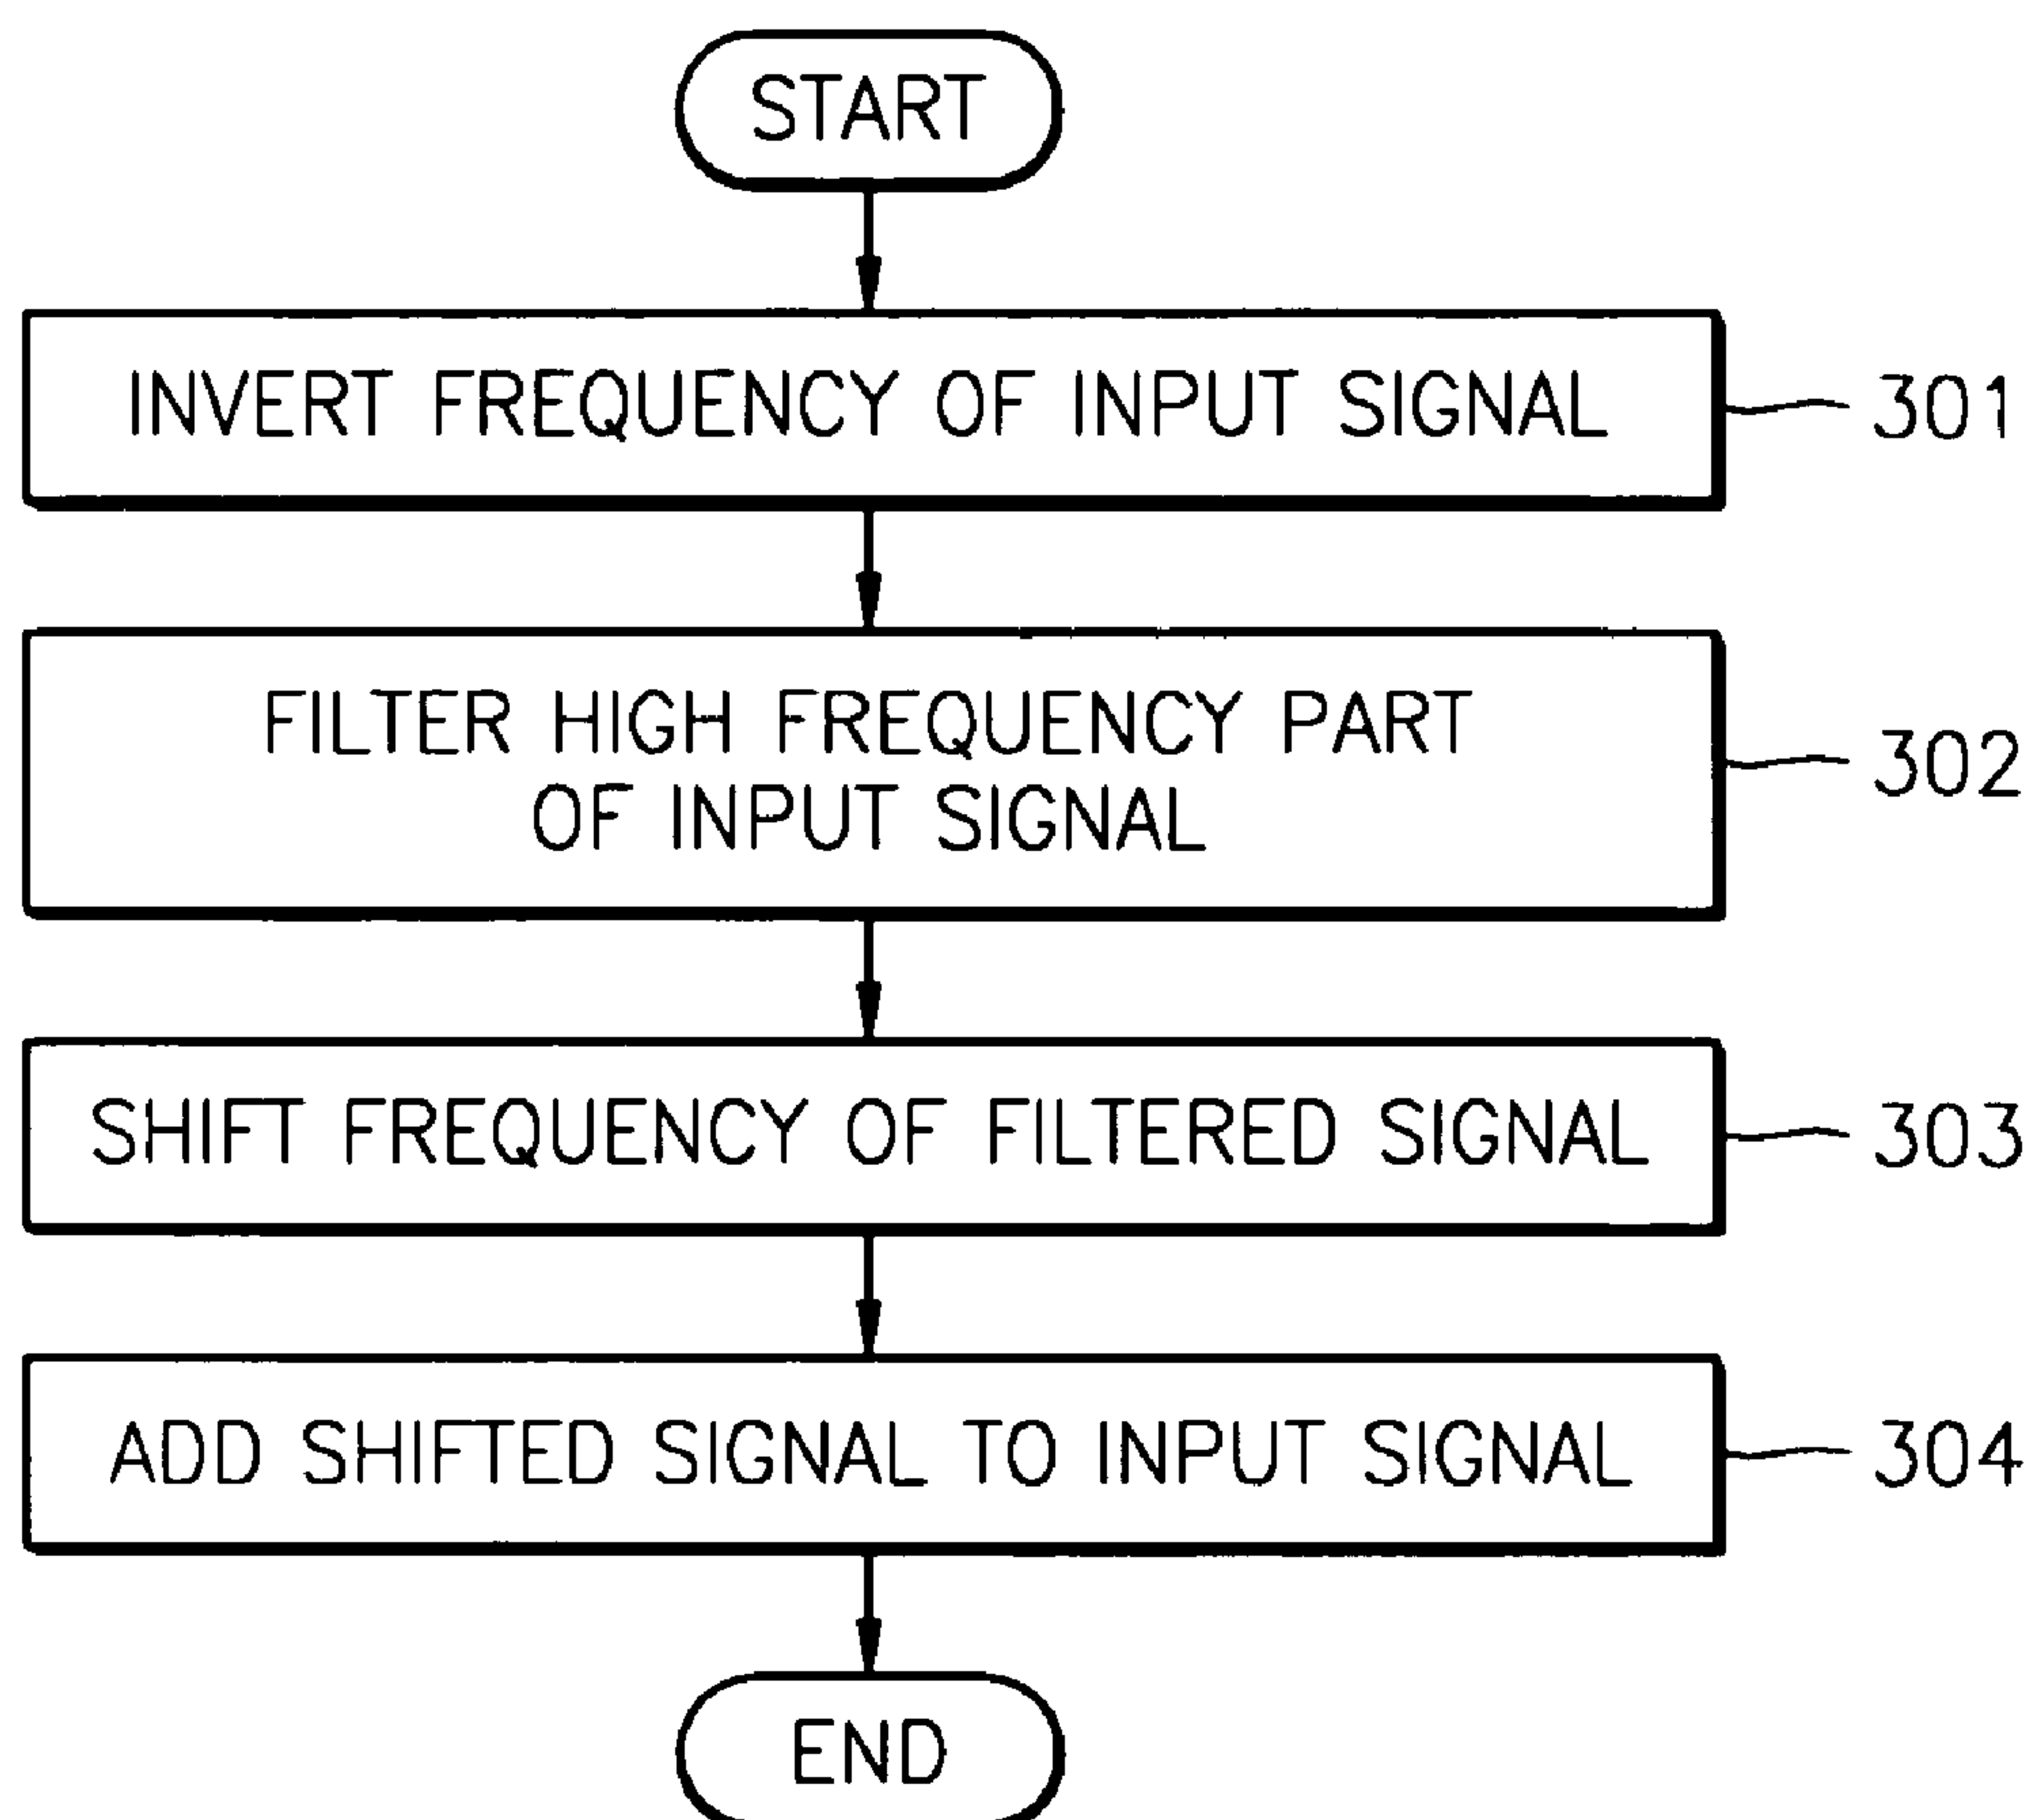 START
INVERT FREQUENCY OF INPUT SIGNAL
301
FILTER HIGH FREQUENCY PART
OF INPUT SIGNAL
302
SHIFT FREQUENCY OF FILTERED SIGNAL
303
ADD SHIFTED SIGNAL TO INPUT SIGNAL
304
END